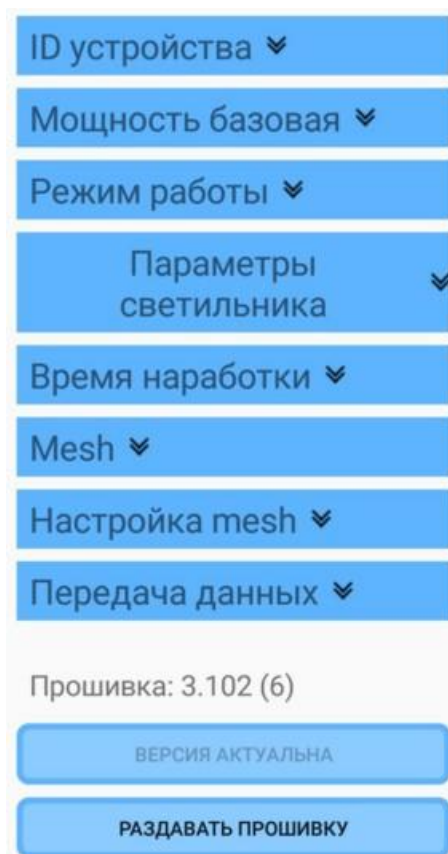 ID устройства
Мощность базовая
Режим работы
Параметры
светильника
Время наработки
Mesh
Настройка mesh
Передача данных
Прошивка: 3.102 (6)
ВЕРСИЯ АКТУАЛЬНА
РАЗДАВАТЬ ПРОШИВКУ